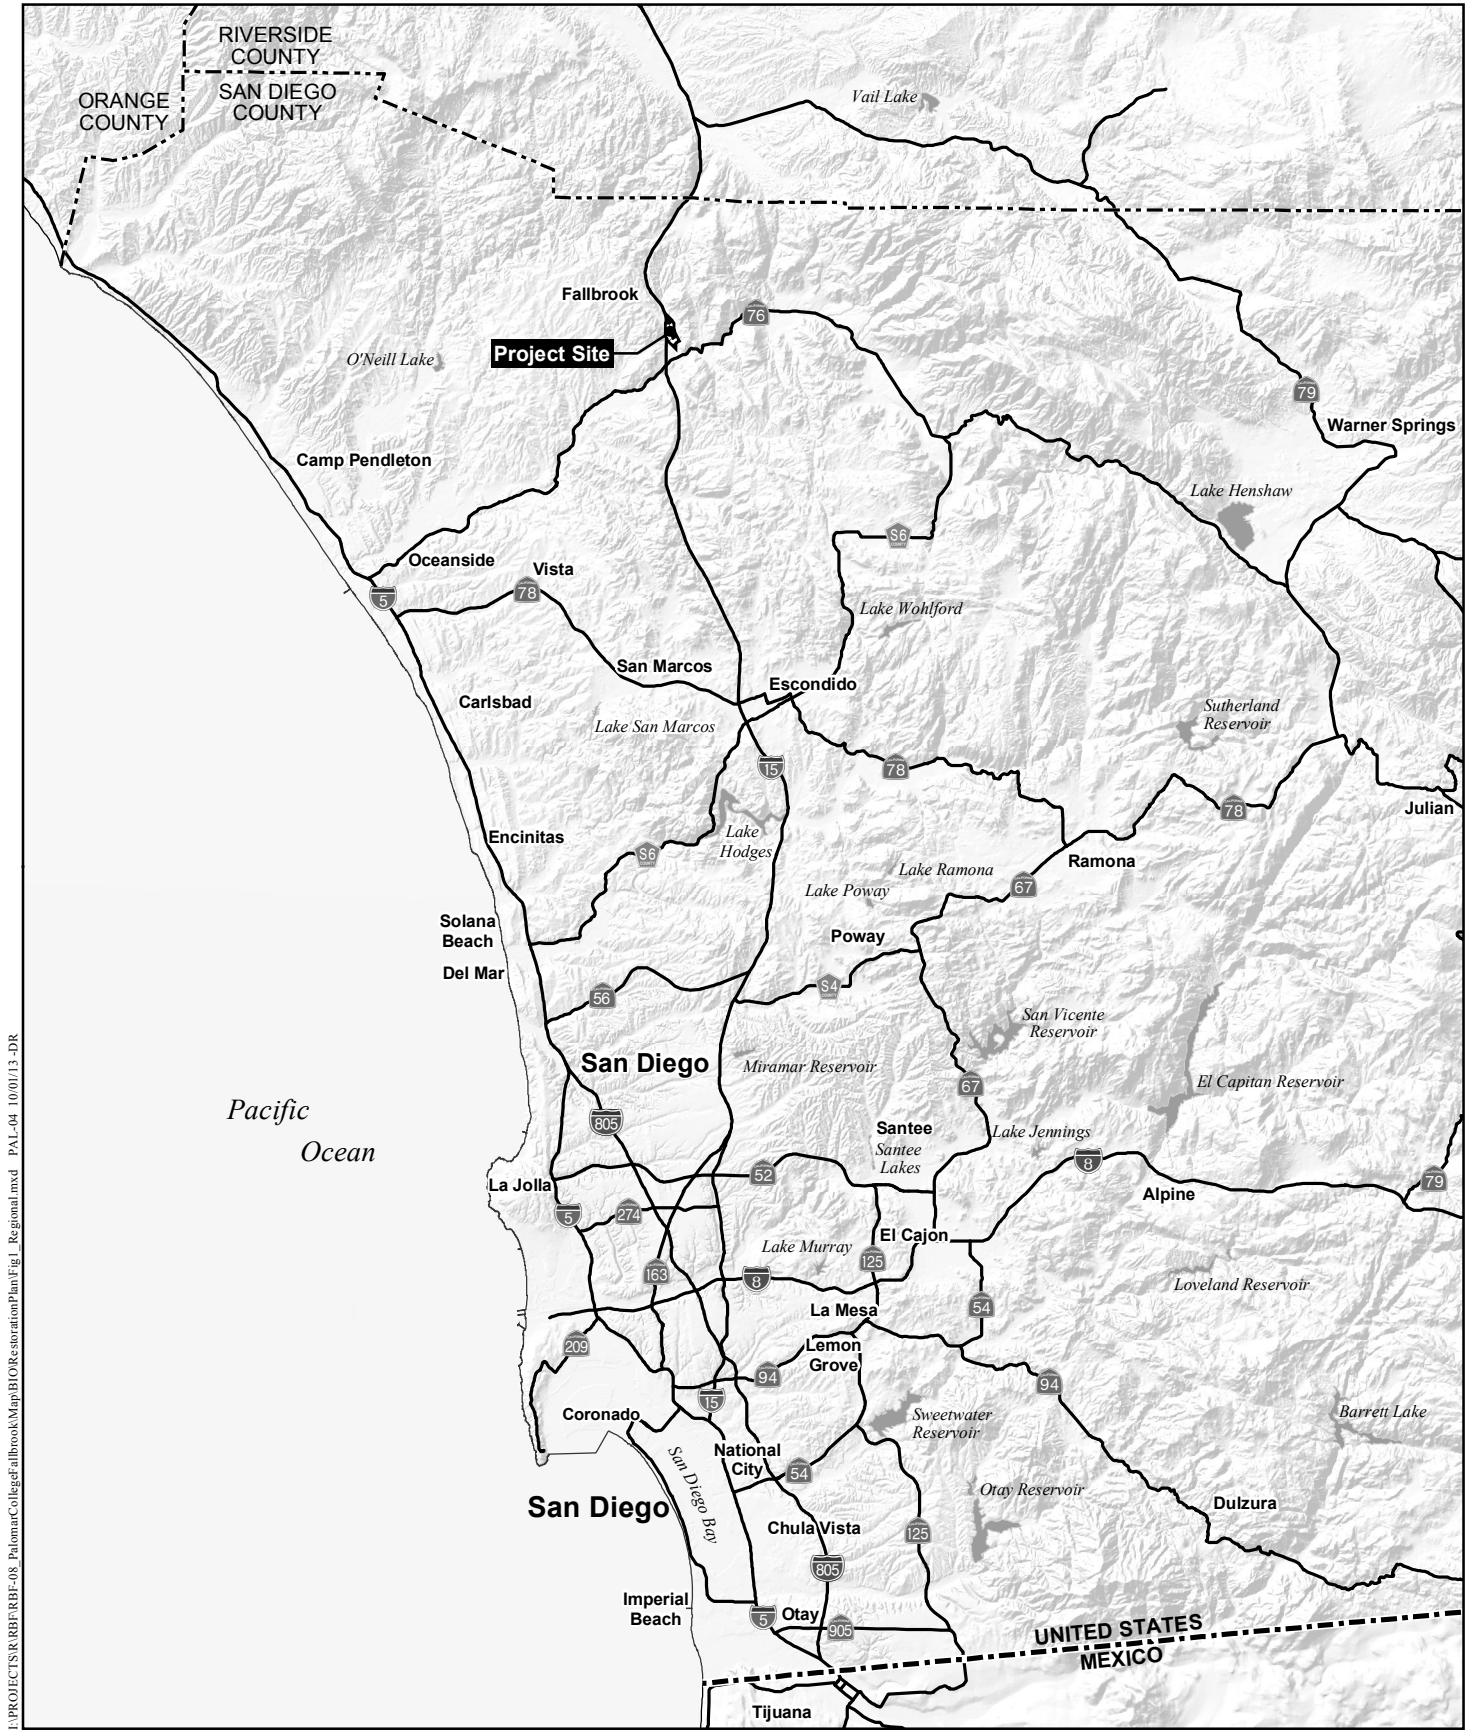 RIVERSIDE
COUNTY
ORANGE
COUNTY
SAN DIEGO
COUNTY
Vail Lake
Fallbrook
76
Project Site
O'Neill Lake
79
Warner Springs
Camp Pendleton
Lake Henshaw
S6
COUNTY
Oceanside
Vista
78
5
Lake Wohlford
San Marcos
Escondido
Carlsbad
Lake San Marcos
Sutherland
Reservoir
15
78
78
Julian
Encinitas
Lake
Hodges
S6
COUNTY
Lake Ramona
Ramona
67
Lake Poway
Solana
Beach
Poway
Del Mar
56
S4
COUNTY
San Vicente
Reservoir
San Diego
Miramar Reservoir
67
El Capitan Reservoir
Pacific
Ocean
805
Santee
Santee
Lakes
Lake Jennings
8
52
La Jolla
Alpine
79
5
274
El Cajon
Lake Murray
125
163
8
Loveland Reservoir
La Mesa
54
209
Lemon
Grove
94
94
15
Coronado
Sweetwater
Reservoir
Barrett Lake
National
City
San Diego Bay
54
Otay Reservoir
San Diego
Dulzura
Chula Vista
125
805
Imperial
Beach
5
Otay
905
UNITED STATES
MEXICO
Tijuana
I:\PROJECTS\R\RBF\RBF-08_PalomarCollegeFallbrook\Map\BIO\RestorationPlan\Fig1_Regional.mxd PAL-04 10/01/13 -DR